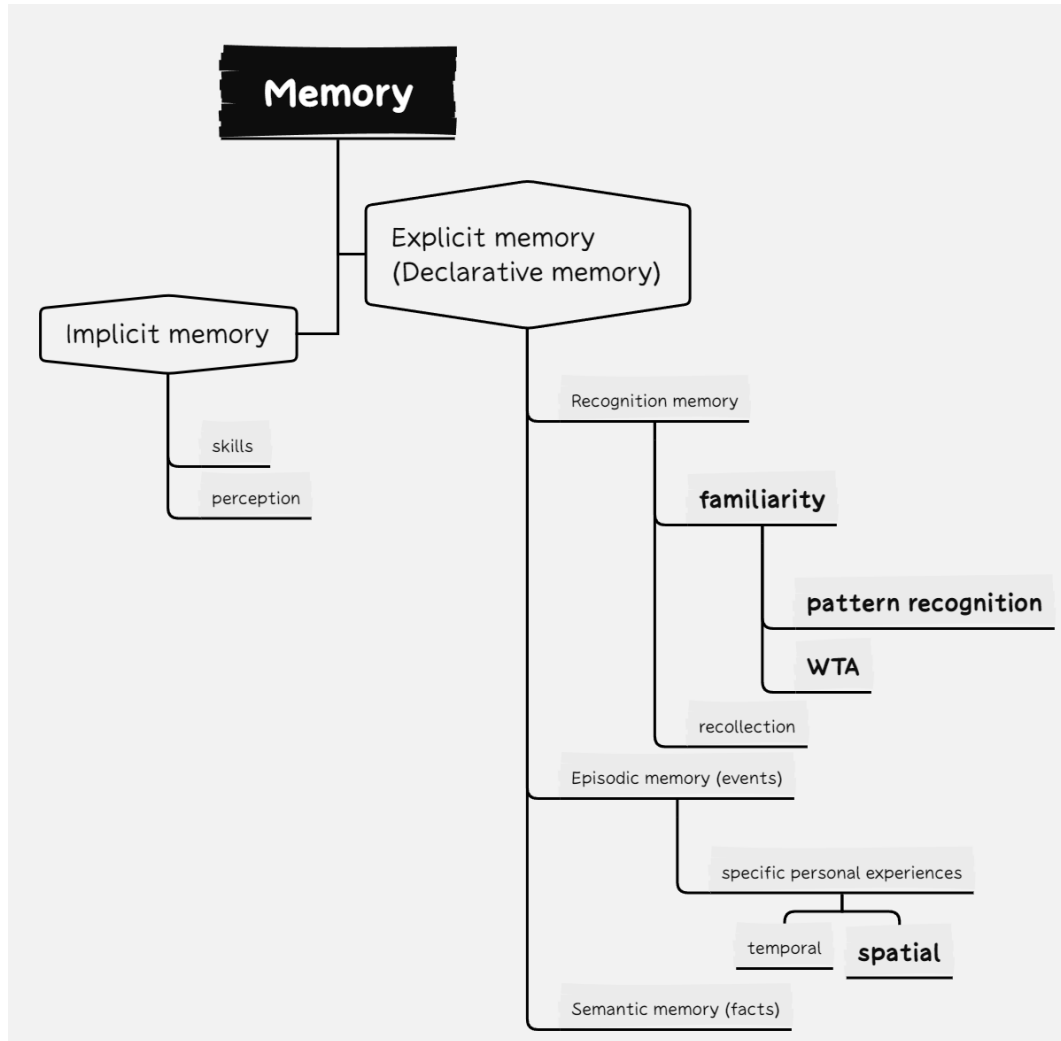 Memory
Explicit memory
(Declarative memory)
Implicit memory
Recognition memory
skills
perception
familiarity
pattern recognition
WTA
recollection
Episodic memory (events)
specific personal experiences
temporal
spatial
Semantic memory (facts)